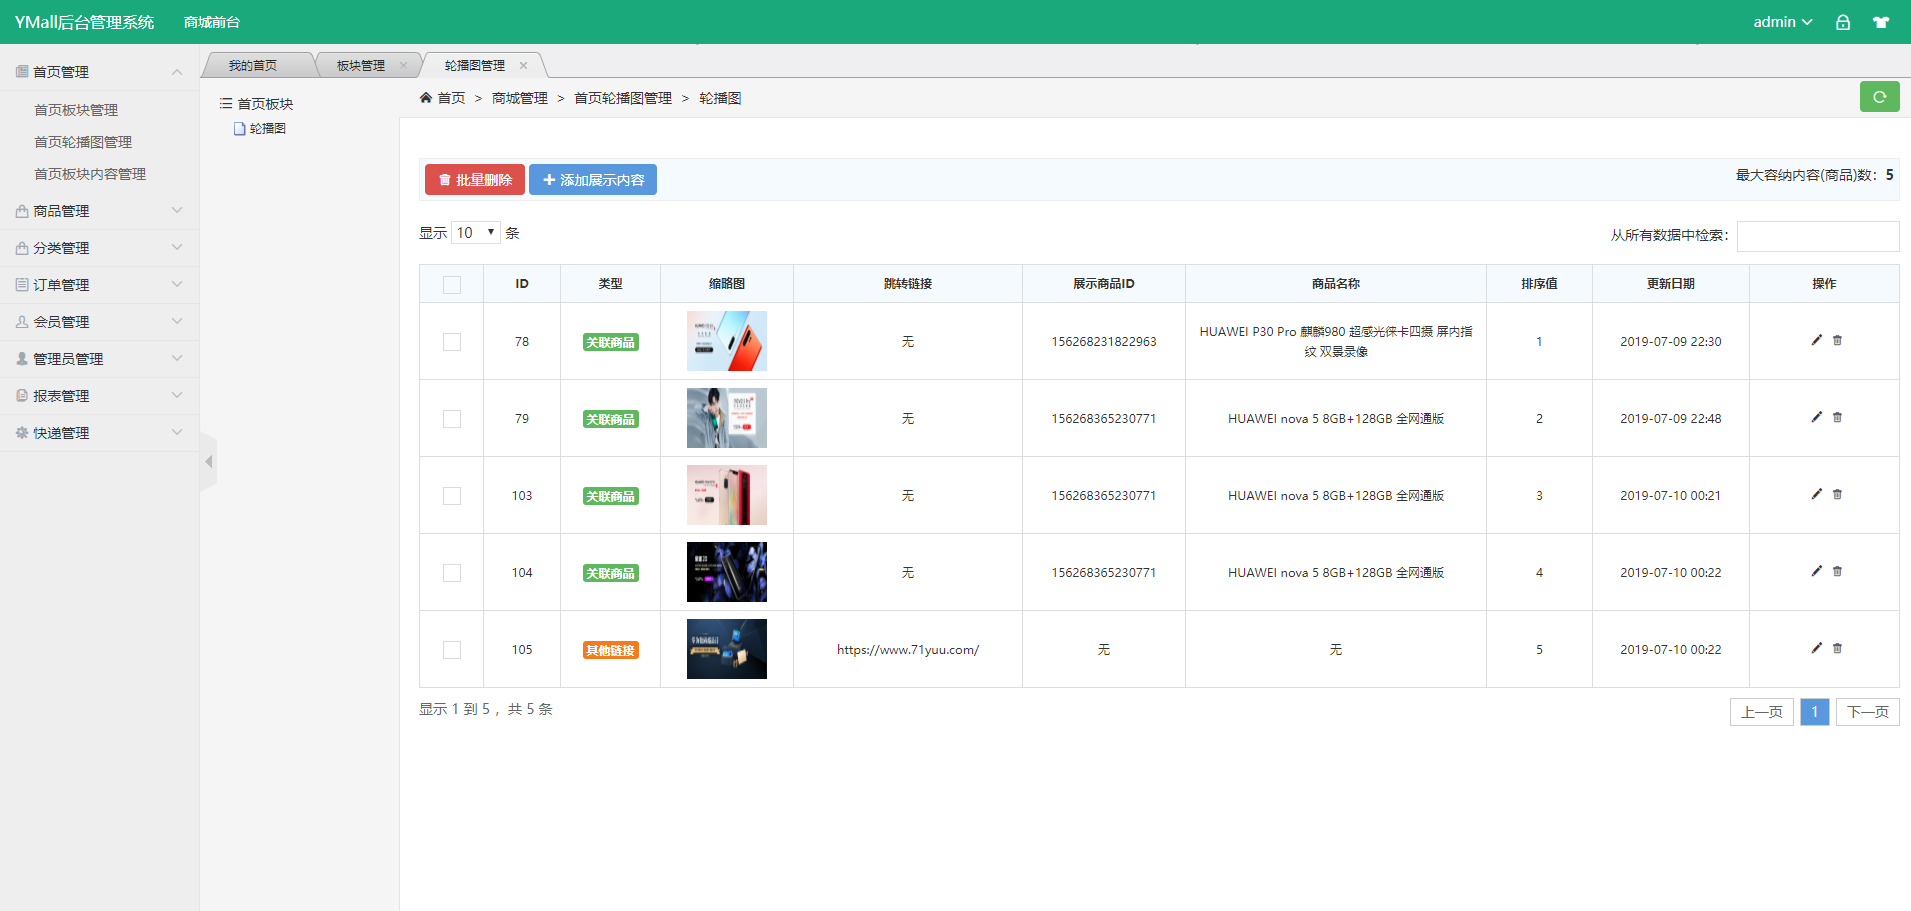 YMall后台管理系统 商城前台 admin
首页管理
首页板块管理
首页轮播图管理
首页板块内容管理
商品管理
分类管理
订单管理
会员管理
管理员管理
报表管理
快递管理
我的首页 板块管理 轮播图管理
首页板块
轮播图
首页 > 商城管理 > 首页轮播图管理 > 轮播图
批量删除 添加展示内容 最大容纳内容(商品)数：5
显示 10 条 从所有数据中检索：
ID 类型 缩略图 跳转链接 展示商品ID 商品名称 排序值 更新日期 操作
78 关联商品 无 156268231822963 HUAWEI P30 Pro 麒麟980 超感光徕卡四摄 屏内指
纹 双景录像 1 2019-07-09 22:30
79 关联商品 无 156268365230771 HUAWEI nova 5 8GB+128GB 全网通版 2 2019-07-09 22:48
103 关联商品 无 156268365230771 HUAWEI nova 5 8GB+128GB 全网通版 3 2019-07-10 00:21
104 关联商品 无 156268365230771 HUAWEI nova 5 8GB+128GB 全网通版 4 2019-07-10 00:22
105 其他链接 https://www.71yuu.com/ 无 无 5 2019-07-10 00:22
显示 1 到 5 ，共 5 条 上一页 1 下一页